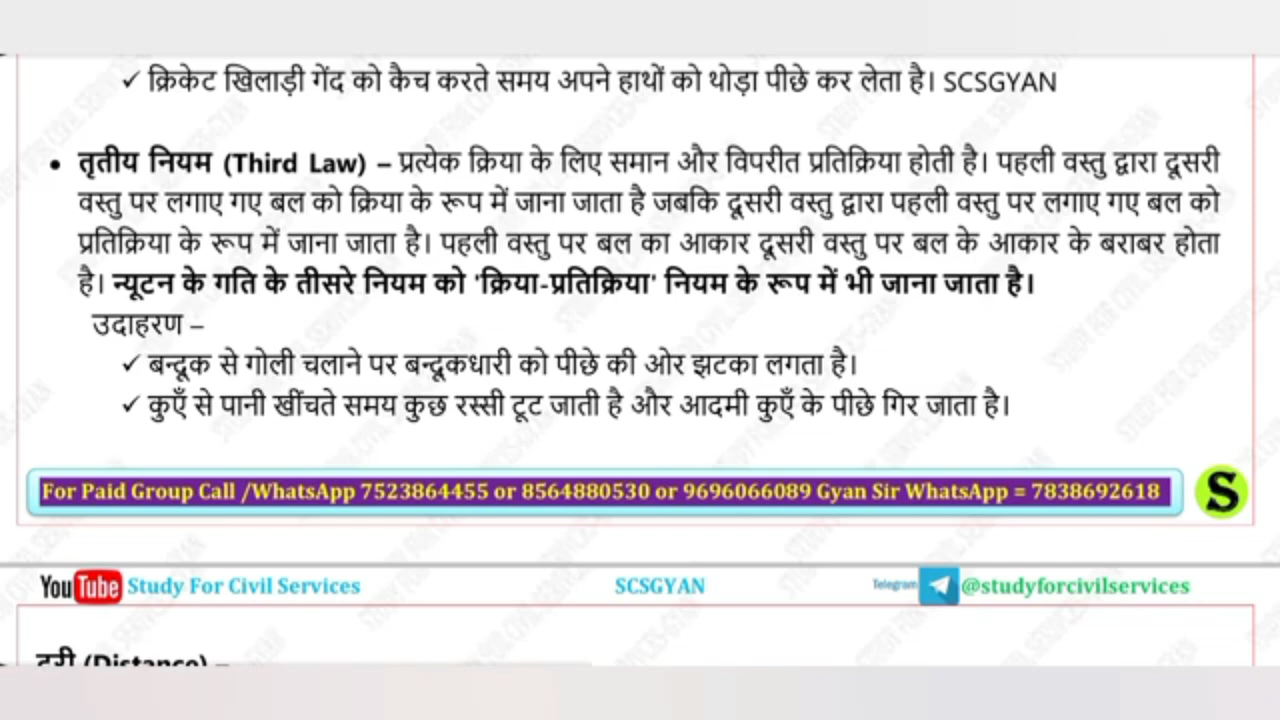 ✓ क्रिकेट खिलाड़ी गेंद को कैच करते समय अपने हाथों को थोड़ा पीछे कर लेता है। SCSGYAN
• तृतीय नियम (Third Law) – प्रत्येक क्रिया के लिए समान और विपरीत प्रतिक्रिया होती है। पहली वस्तु द्वारा दूसरी
वस्तु पर लगाए गए बल को क्रिया के रूप में जाना जाता है जबकि दूसरी वस्तु द्वारा पहली वस्तु पर लगाए गए बल को
प्रतिक्रिया के रूप में जाना जाता है। पहली वस्तु पर बल का आकार दूसरी वस्तु पर बल के आकार के बराबर होता
है। न्यूटन के गति के तीसरे नियम को 'क्रिया-प्रतिक्रिया' नियम के रूप में भी जाना जाता है।
उदाहरण –
✓ बन्दूक से गोली चलाने पर बन्दूकधारी को पीछे की ओर झटका लगता है।
✓ कुएँ से पानी खींचते समय कुछ रस्सी टूट जाती है और आदमी कुएँ के पीछे गिर जाता है।
For Paid Group Call /WhatsApp 7523864455 or 8564880530 or 9696066089 Gyan Sir WhatsApp = 7838692618
S
YouTube Study For Civil Services SCSGYAN Telegram @studyforcivilservices
दूरी (Distance) –